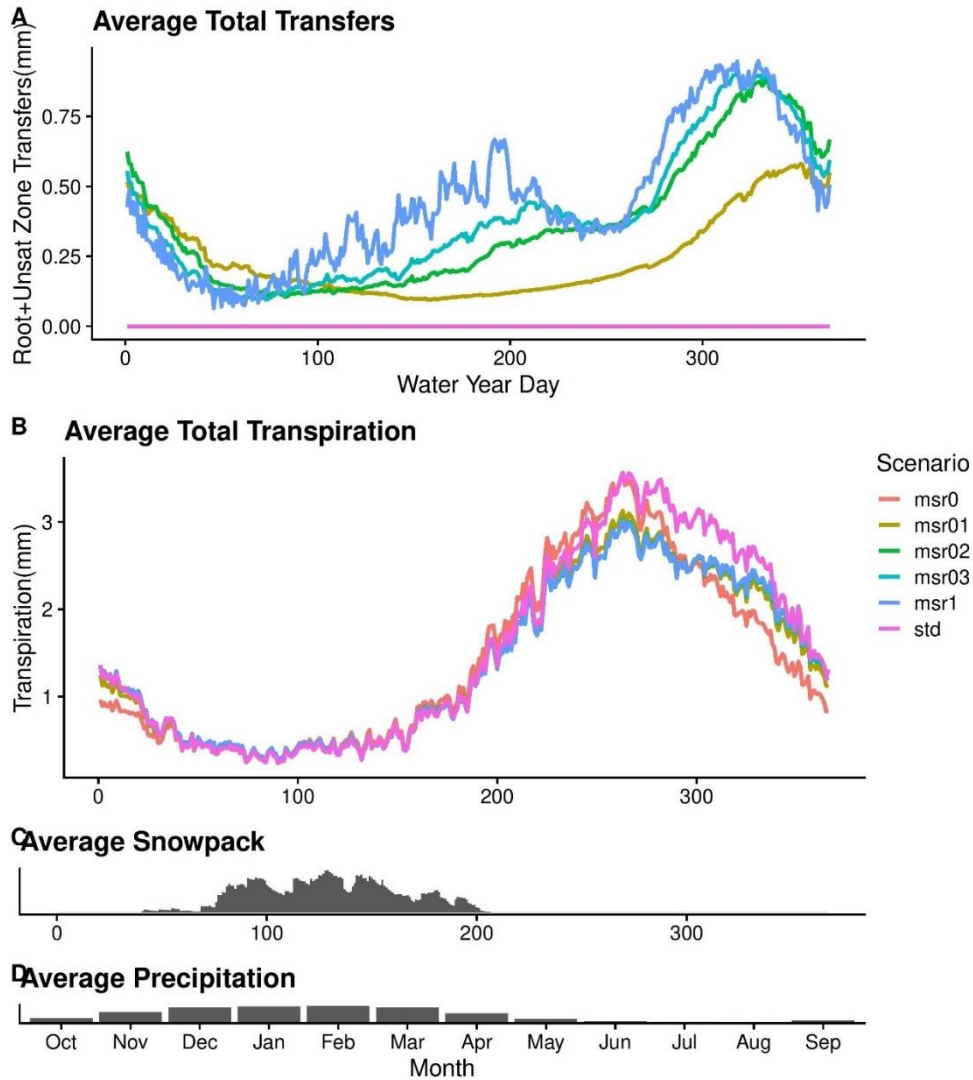 A Average Total Transfers
Root+Unsat Zone Transfers(mm)
0.75
0.50
0.25
0.00
0 100 200 300
Water Year Day
B Average Total Transpiration
Transpiration(mm)
3
2
1
0 100 200 300
Scenario
msr0
msr01
msr02
msr03
msr1
std
C Average Snowpack
0 100 200 300
D Average Precipitation
Oct Nov Dec Jan Feb Mar Apr May Jun Jul Aug Sep
Month